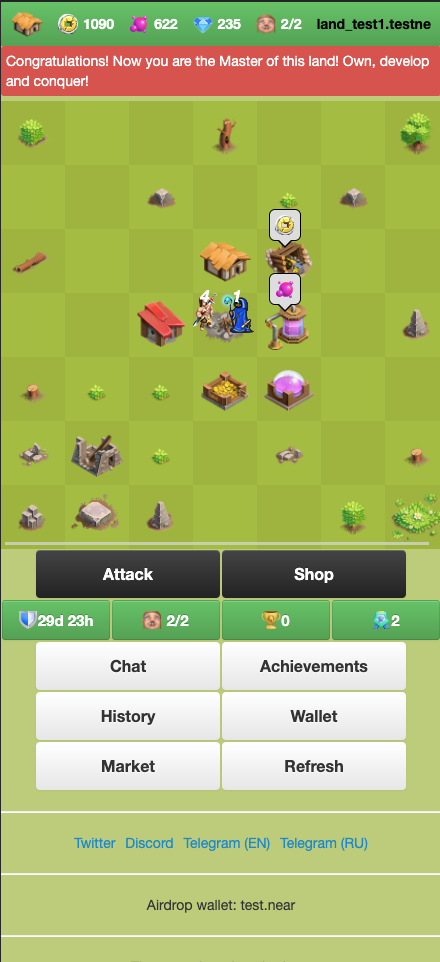 1090 622 235 2/2 land_test1.testne
Congratulations! Now you are the Master of this land! Own, develop
and conquer!
4 1
Attack Shop
29d 23h 2/2 0 2
Chat Achievements
History Wallet
Market Refresh
Twitter Discord Telegram (EN) Telegram (RU)
Airdrop wallet: test.near